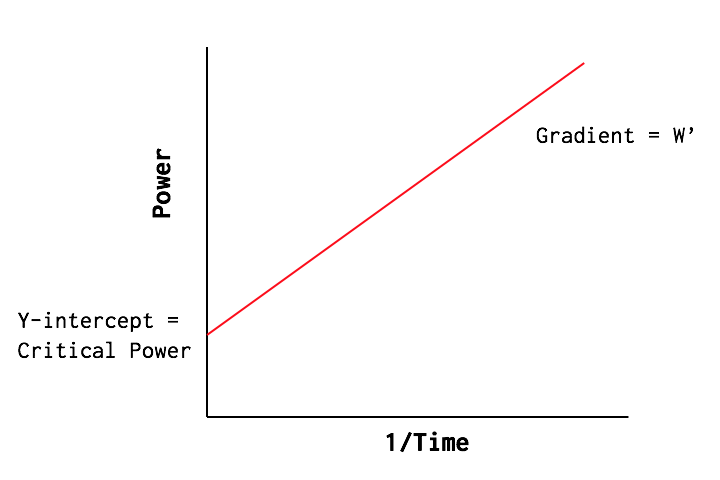 Power
Gradient = W’
Y-intercept =
Critical Power
1/Time